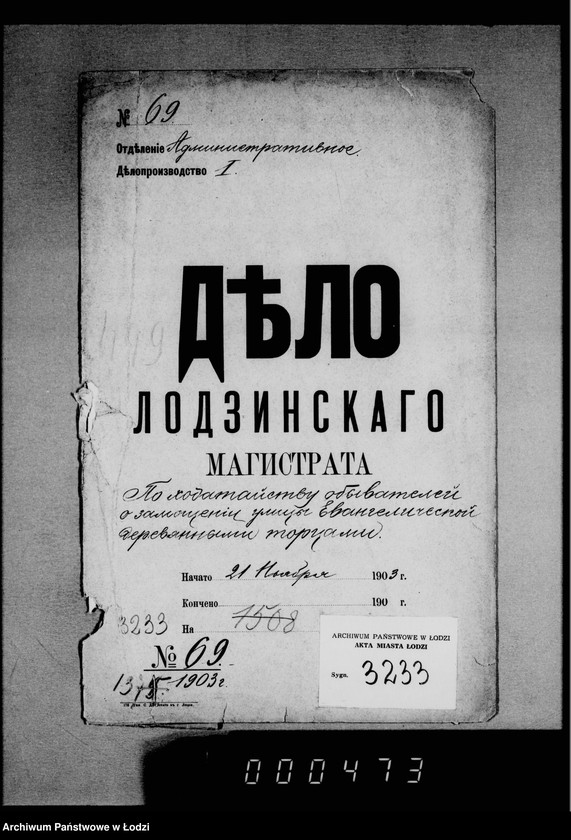 № 69
Отдѣленіе Административное.
Дѣлопроизводство I.
449
ДѢЛО
ЛОДЗИНСКАГО
МАГИСТРАТА
По ходатайству обывателей
о замощеніи улицы Евангелической
деревянными торцами.
Начато 21 Ноября 1903 г.
Кончено 190 г.
3233 На 1508
№ 69
1903 г.
ARCHIWUM PAŃSTWOWE W ŁODZI
AKTA MIASTA ŁODZI
Sygn. 3233
000473
Archiwum Państwowe w Łodzi